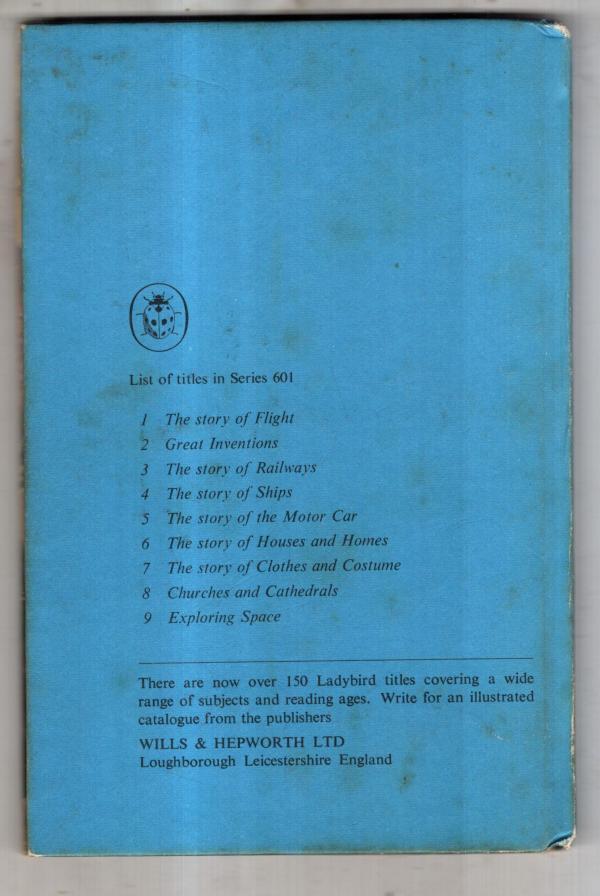 List of titles in Series 601
1 The story of Flight
2 Great Inventions
3 The story of Railways
4 The story of Ships
5 The story of the Motor Car
6 The story of Houses and Homes
7 The story of Clothes and Costume
8 Churches and Cathedrals
9 Exploring Space
There are now over 150 Ladybird titles covering a wide
range of subjects and reading ages. Write for an illustrated
catalogue from the publishers
WILLS & HEPWORTH LTD
Loughborough Leicestershire England